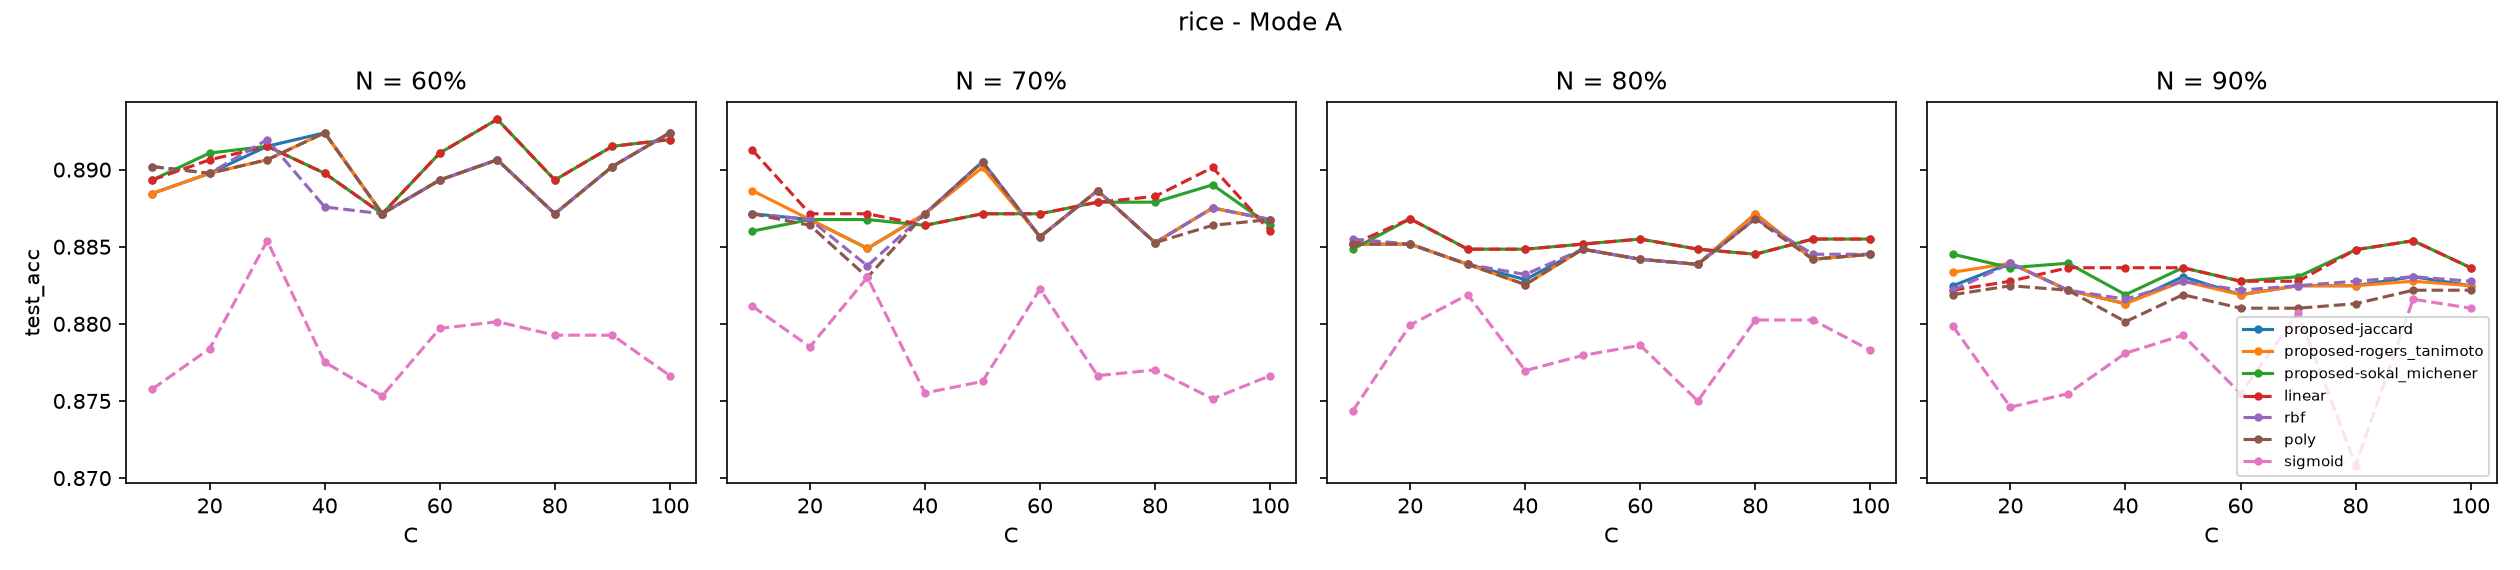 rice - Mode A
N = 60%
N = 70%
N = 80%
N = 90%
test_acc
0.890
0.885
0.880
0.875
0.870
20 40 60 80 100
20 40 60 80 100
20 40 60 80 100
20 40 60 80 100
C
C
C
C
proposed-jaccard
proposed-rogers_tanimoto
proposed-sokal_michener
linear
rbf
poly
sigmoid